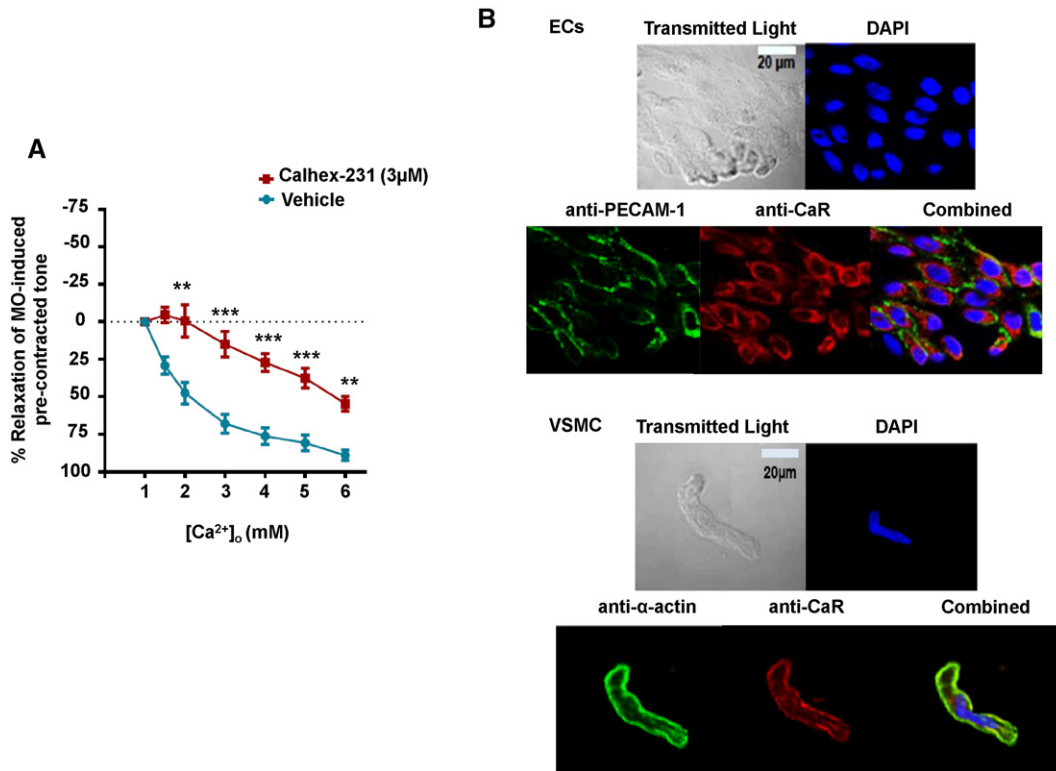 A
Calhex-231 (3µM)
Vehicle
% Relaxation of MO-induced
pre-contracted tone
-75
-50
-25
0
25
50
75
100
**
***
***
***
**
1 2 3 4 5 6
[Ca²⁺]ₒ (mM)
B
ECs
Transmitted Light DAPI
20 µm
anti-PECAM-1 anti-CaR Combined
VSMC
Transmitted Light DAPI
20µm
anti-α-actin anti-CaR Combined